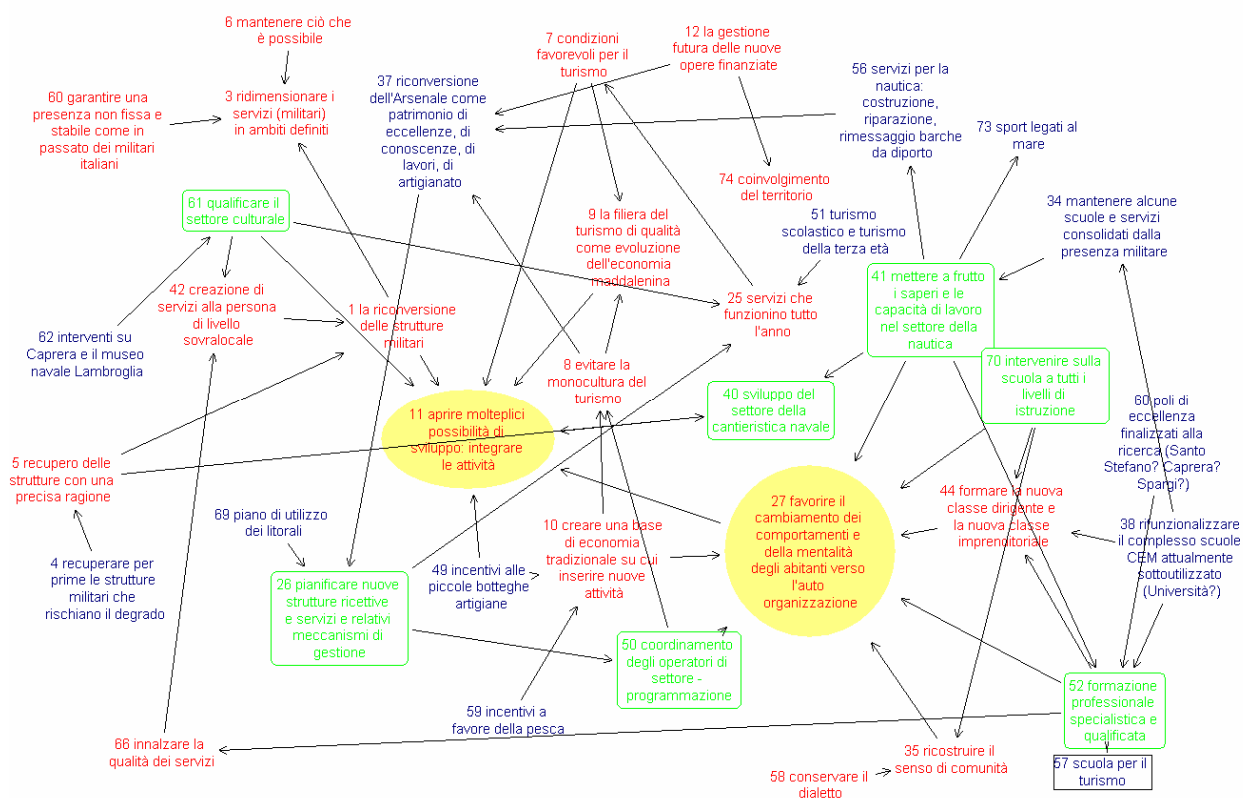 6 mantenere ciò che
è possibile
7 condizioni
favorevoli per il
turismo
12 la gestione
futura delle nuove
opere finanziate
37 riconversione
dell'Arsenale come
patrimonio di
eccellenze, di
conoscenze, di
lavori, di
artigianato
56 servizi per la
nautica:
costruzione,
riparazione,
rimessaggio barche
da diporto
60 garantire una
presenza non fissa e
stabile come in
passato dei militari
italiani
3 ridimensionare i
servizi (militari)
in ambiti definiti
73 sport legati al
mare
74 coinvolgimento
del territorio
61 qualificare il
settore culturale
9 la filiera del
turismo di qualità
come evoluzione
dell'economia
maddalenina
51 turismo
scolastico e turismo
della terza età
34 mantenere alcune
scuole e servizi
consolidati dalla
presenza militare
41 mettere a frutto
i saperi e le
capacità di lavoro
nel settore della
nautica
42 creazione di
servizi alla persona
di livello
sovralocale
1 la riconversione
delle strutture
militari
25 servizi che
funzionino tutto
l'anno
62 interventi su
Caprera e il museo
navale Lambroglia
8 evitare la
monocultura del
turismo
70 intervenire sulla
scuola a tutti i
livelli di
istruzione
11 aprire molteplici
possibilità di
sviluppo: integrare
le attività
40 sviluppo del
settore della
cantieristica navale
60 poli di
eccellenza
finalizzati alla
ricerca (Santo
Stefano? Caprera?
Spargi?)
5 recupero delle
strutture con una
precisa ragione
27 favorire il
cambiamento dei
comportamenti e
della mentalità
degli abitanti verso
l'auto
organizzazione
44 formare la nuova
classe dirigente e
la nuova classe
imprenditoriale
69 piano di utilizzo
dei litorali
10 creare una base
di economia
tradizionale su cui
inserire nuove
attività
38 rifunzionalizzare
il complesso scuole
CEM attualmente
sottoutilizzato
(Università?)
4 recuperare per
prime le strutture
militari che
rischiano il degrado
49 incentivi alle
piccole botteghe
artigiane
26 pianificare nuove
strutture ricettive
e servizi e relativi
meccanismi di
gestione
50 coordinamento
degli operatori di
settore -
programmazione
52 formazione
professionale
specialistica e
qualificata
59 incentivi a
favore della pesca
66 innalzare la
qualità dei servizi
35 ricostruire il
senso di comunità
57 scuola per il
turismo
58 conservare il
dialetto